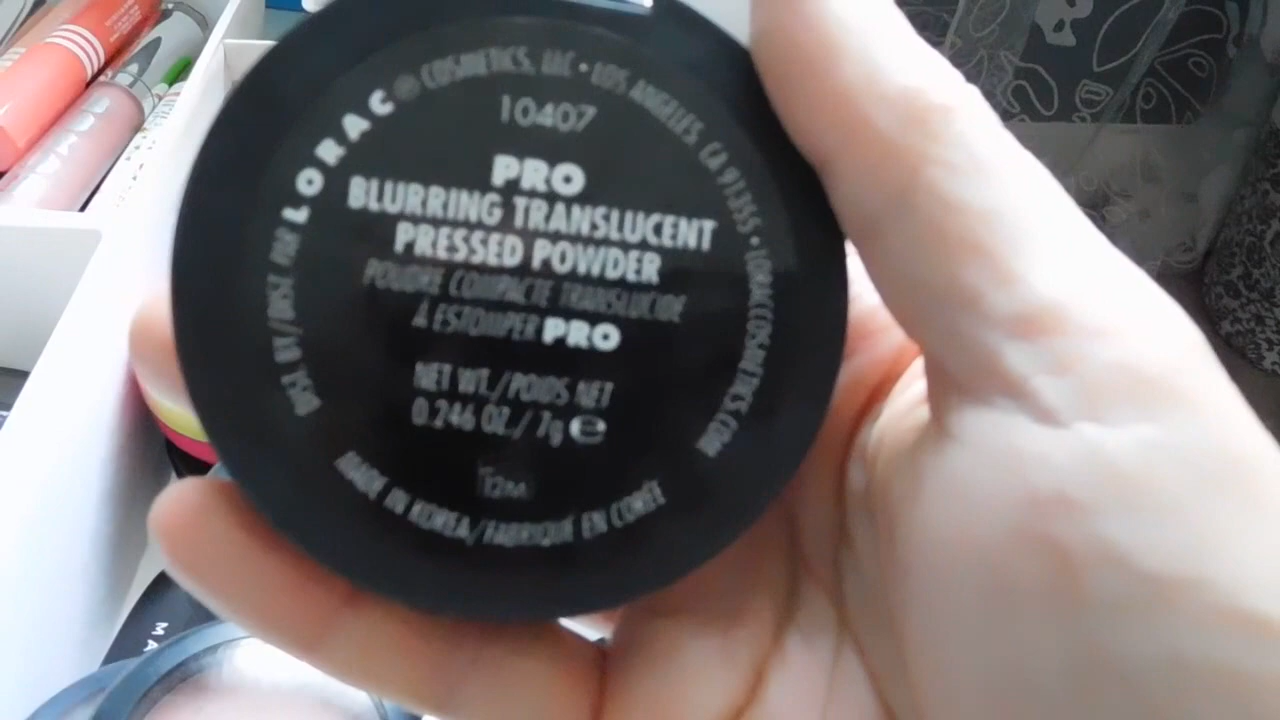 DIST. BY/DIST. PAR LORAC® COSMETICS, LLC • LOS ANGELES, CA 91355 • LORACCOSMETICS.COM
10407
PRO
BLURRING TRANSLUCENT
PRESSED POWDER
POUDRE COMPACTE TRANSLUCIDE
À ESTOMPER PRO
NET WT./POIDS NET
0.246 OZ./ 7g ℮
12M
MADE IN KOREA/FABRIQUÉ EN CORÉE
MA